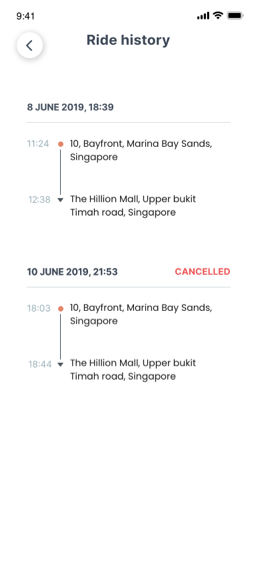 9:41
Ride history
8 JUNE 2019, 18:39
11:24 10, Bayfront, Marina Bay Sands,
Singapore
12:38 The Hillion Mall, Upper bukit
Timah road, Singapore
10 JUNE 2019, 21:53 CANCELLED
18:03 10, Bayfront, Marina Bay Sands,
Singapore
18:44 The Hillion Mall, Upper bukit
Timah road, Singapore